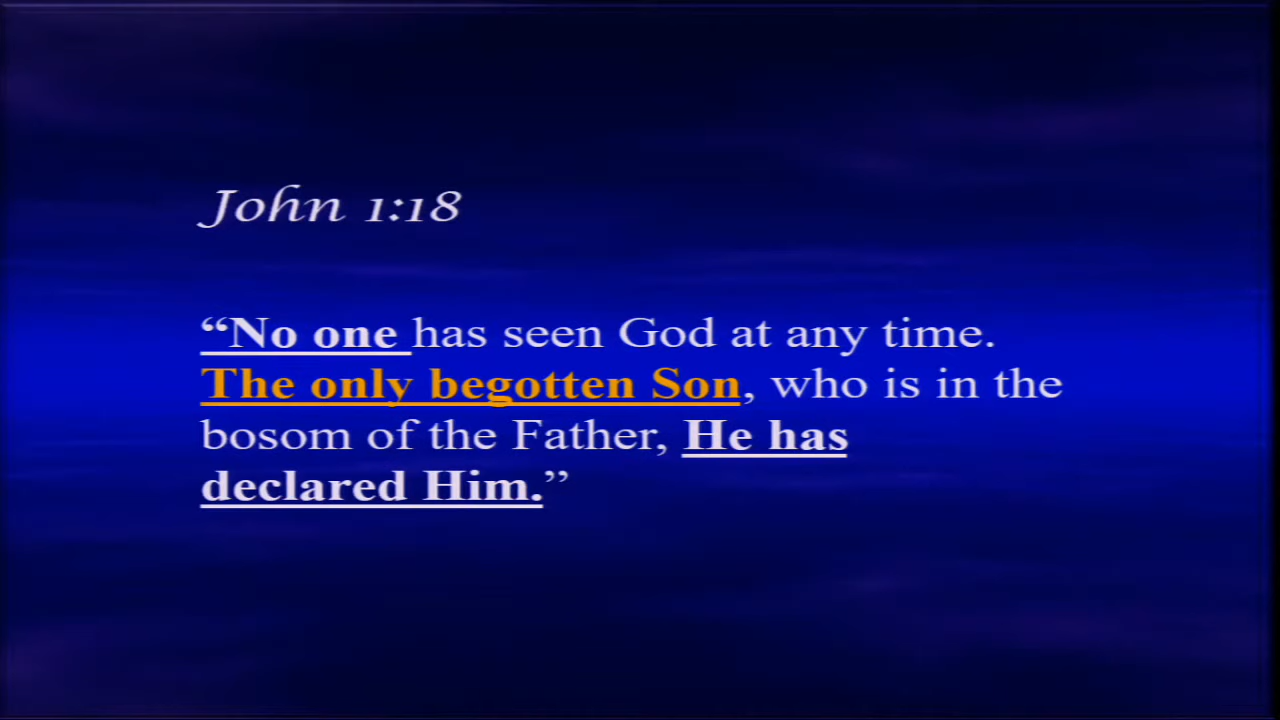 John 1:18
“No one has seen God at any time.
The only begotten Son, who is in the
bosom of the Father, He has
declared Him.”